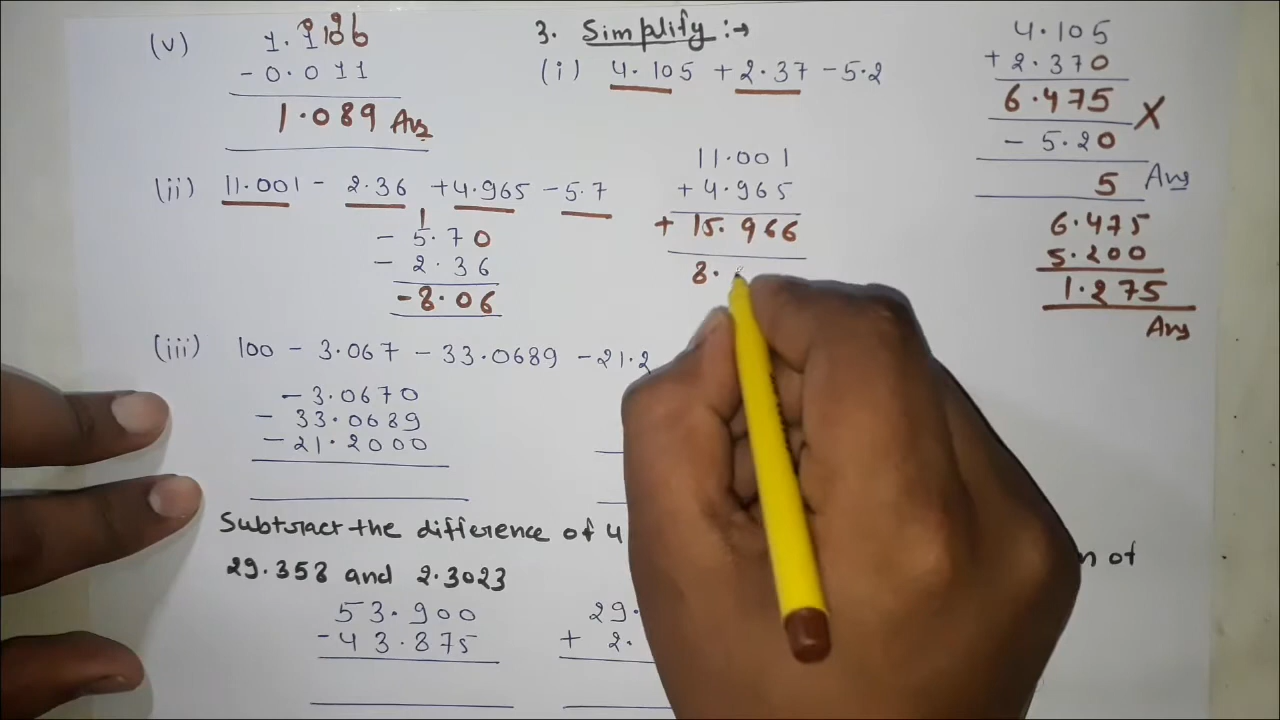 (v) 1.100
- 0.011
1.089 Ans
3. Simplify :→
(i) 4.105 + 2.37 - 5.2
4.105
+ 2.370
6.475 X
- 5.20
5 Ans
6.475
5.200
1.275
Ans
(ii) 11.001 - 2.36 + 4.965 - 5.7
1
- 5.70
- 2.36
-8.06
11.001
+ 4.965
+ 15.966
8.
(iii) 100 - 3.067 - 33.0689 - 21.2
- 3.0670
- 33.0689
- 21.2000
Subtract the difference of 4
29.358 and 2.3023
of
53.900
- 43.875
29.
+ 2.